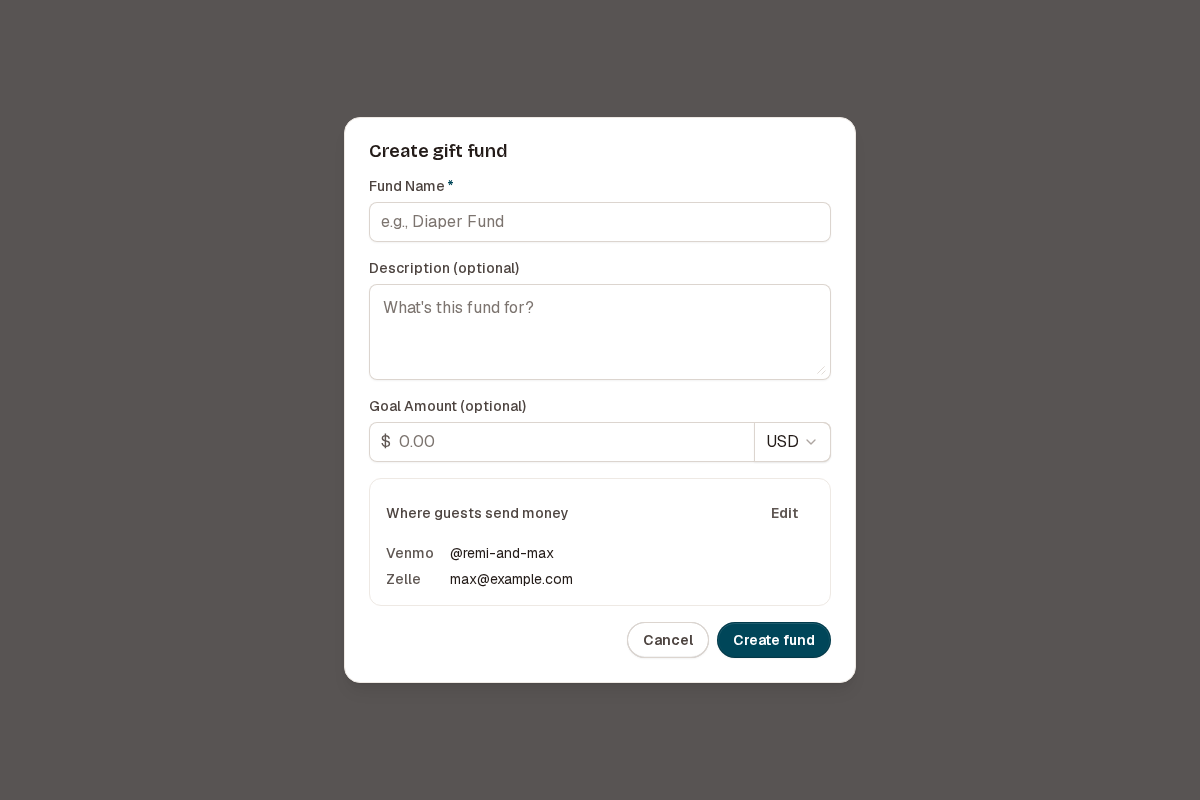 Create gift fund
Fund Name *
e.g., Diaper Fund
Description (optional)
What's this fund for?
Goal Amount (optional)
$ 0.00 USD
Where guests send money Edit
Venmo @remi-and-max
Zelle max@example.com
Cancel Create fund